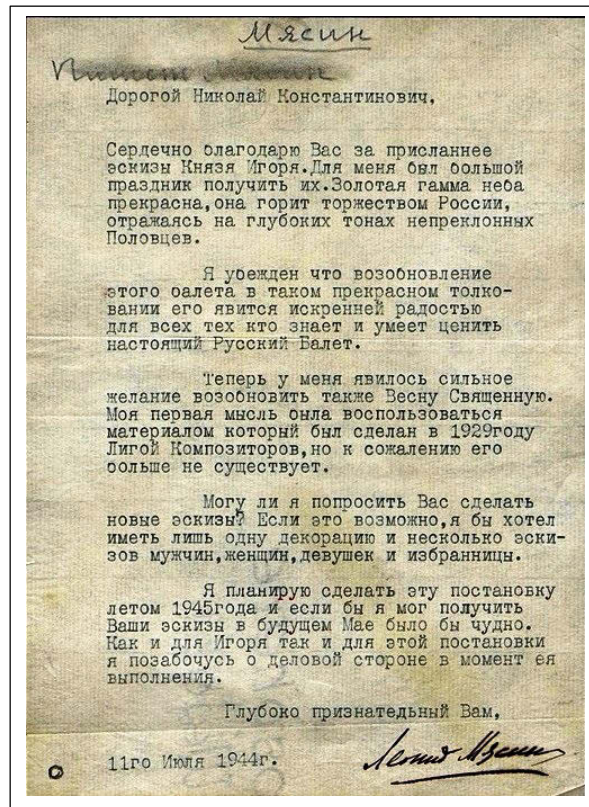 Мясин
Мясин
Дорогой Николай Константинович,
Сердечно благодарю Вас за присланнее
эскизы Князя Игоря.Для меня был большой
праздник получить их.Золотая гамма неба
прекрасна,она горит торжеством России,
отражаясь на глубоких тонах непреклонных
Половцев.
Я убежден что возобновление
этого балета в таком прекрасном толко-
вании его явится искренней радостью
для всех тех кто знает и умеет ценить
настоящий Русский Балет.
Теперь у меня явилось сильное
желание возобновить также Весну Священную.
Моя первая мысль была воспользоваться
материалом который был сделан в 1929году
Лигой Композиторов,но к сожалению его
больше не существует.
Могу ли я попросить Вас сделать
новые эскизы? Если это возможно,я бы хотел
иметь лишь одну декорацию и несколько эски-
зов мужчин,женщин,девушек и избранницы.
Я планирую сделать эту постановку
летом 1945года и если бы я мог получить
Ваши эскизы в будущем Мае было бы чудно.
Как и для Игоря так и для этой постановки
я позабочусь о деловой стороне в момент ея
выполнения.
Глубоко признательный Вам,
11го Июля 1944г.
Леонид Мясин